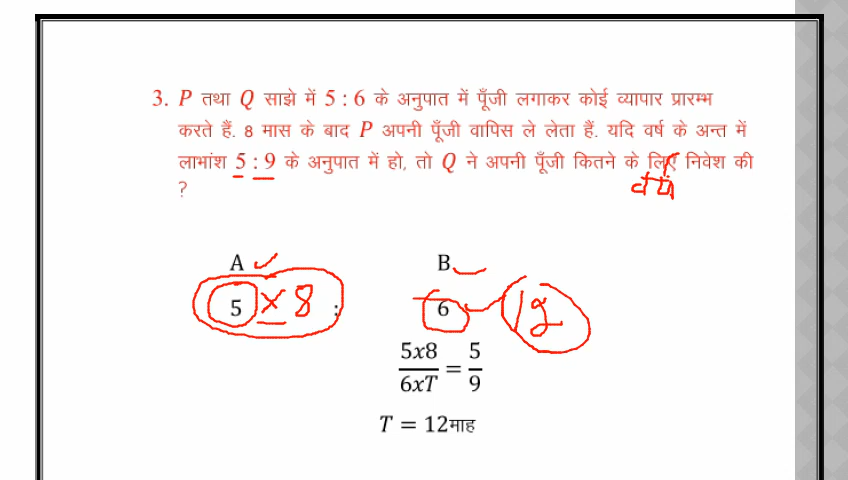 3. P तथा Q साझे में 5 : 6 के अनुपात में पूँजी लगाकर कोई व्यापार प्रारम्भ
करते हैं. 8 मास के बाद P अपनी पूँजी वापिस ले लेता हैं. यदि वर्ष के अन्त में
लाभांश 5 : 9 के अनुपात में हो, तो Q ने अपनी पूँजी कितने के लिए निवेश की
?
A B
5 × 8 : 6 12
5x8/6xT = 5/9
T = 12माह